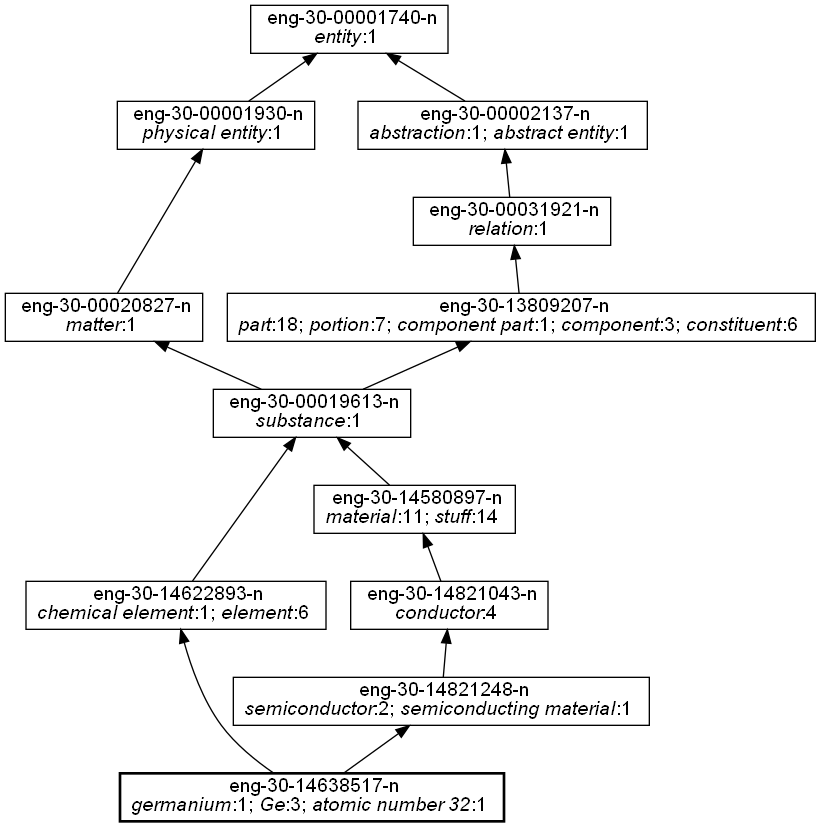 eng-30-00001740-n
entity:1
eng-30-00001930-n
physical entity:1
eng-30-00002137-n
abstraction:1; abstract entity:1
eng-30-00031921-n
relation:1
eng-30-00020827-n
matter:1
eng-30-13809207-n
part:18; portion:7; component part:1; component:3; constituent:6
eng-30-00019613-n
substance:1
eng-30-14580897-n
material:11; stuff:14
eng-30-14622893-n
chemical element:1; element:6
eng-30-14821043-n
conductor:4
eng-30-14821248-n
semiconductor:2; semiconducting material:1
eng-30-14638517-n
germanium:1; Ge:3; atomic number 32:1